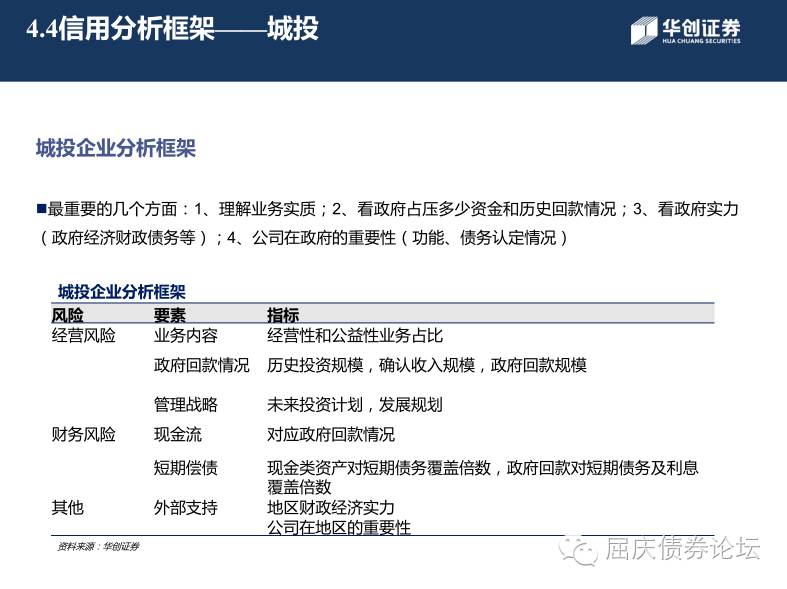 4.4信用分析框架——城投
华创证券
HUA CHUANG SECURITIES
城投企业分析框架
■最重要的几个方面：1、理解业务实质；2、看政府占压多少资金和历史回款情况；3、看政府实力
（政府经济财政债务等）；4、公司在政府的重要性（功能、债务认定情况）
城投企业分析框架
风险 要素 指标
经营风险 业务内容 经营性和公益性业务占比
政府回款情况 历史投资规模，确认收入规模，政府回款规模
管理战略 未来投资计划，发展规划
财务风险 现金流 对应政府回款情况
短期偿债 现金类资产对短期债务覆盖倍数，政府回款对短期债务及利息
覆盖倍数
其他 外部支持 地区财政经济实力
公司在地区的重要性
资料来源：华创证券
屈庆债券论坛